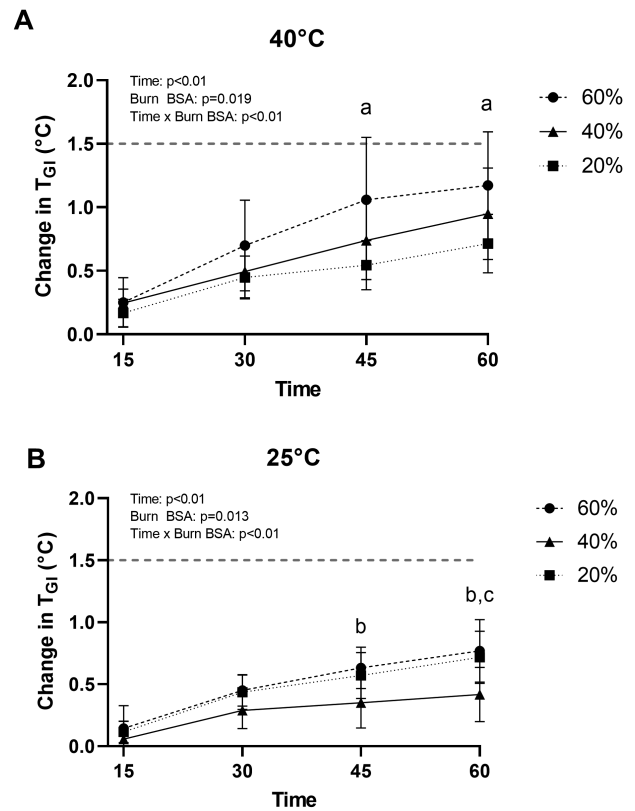 A
40°C
Time: p<0.01
Burn BSA: p=0.019
Time x Burn BSA: p<0.01
a
a
60%
40%
20%
2.0
1.5
1.0
0.5
0.0
Change in TGI (°C)
15 30 45 60
Time
B
25°C
Time: p<0.01
Burn BSA: p=0.013
Time x Burn BSA: p<0.01
b
b,c
60%
40%
20%
2.0
1.5
1.0
0.5
0.0
Change in TGI (°C)
15 30 45 60
Time